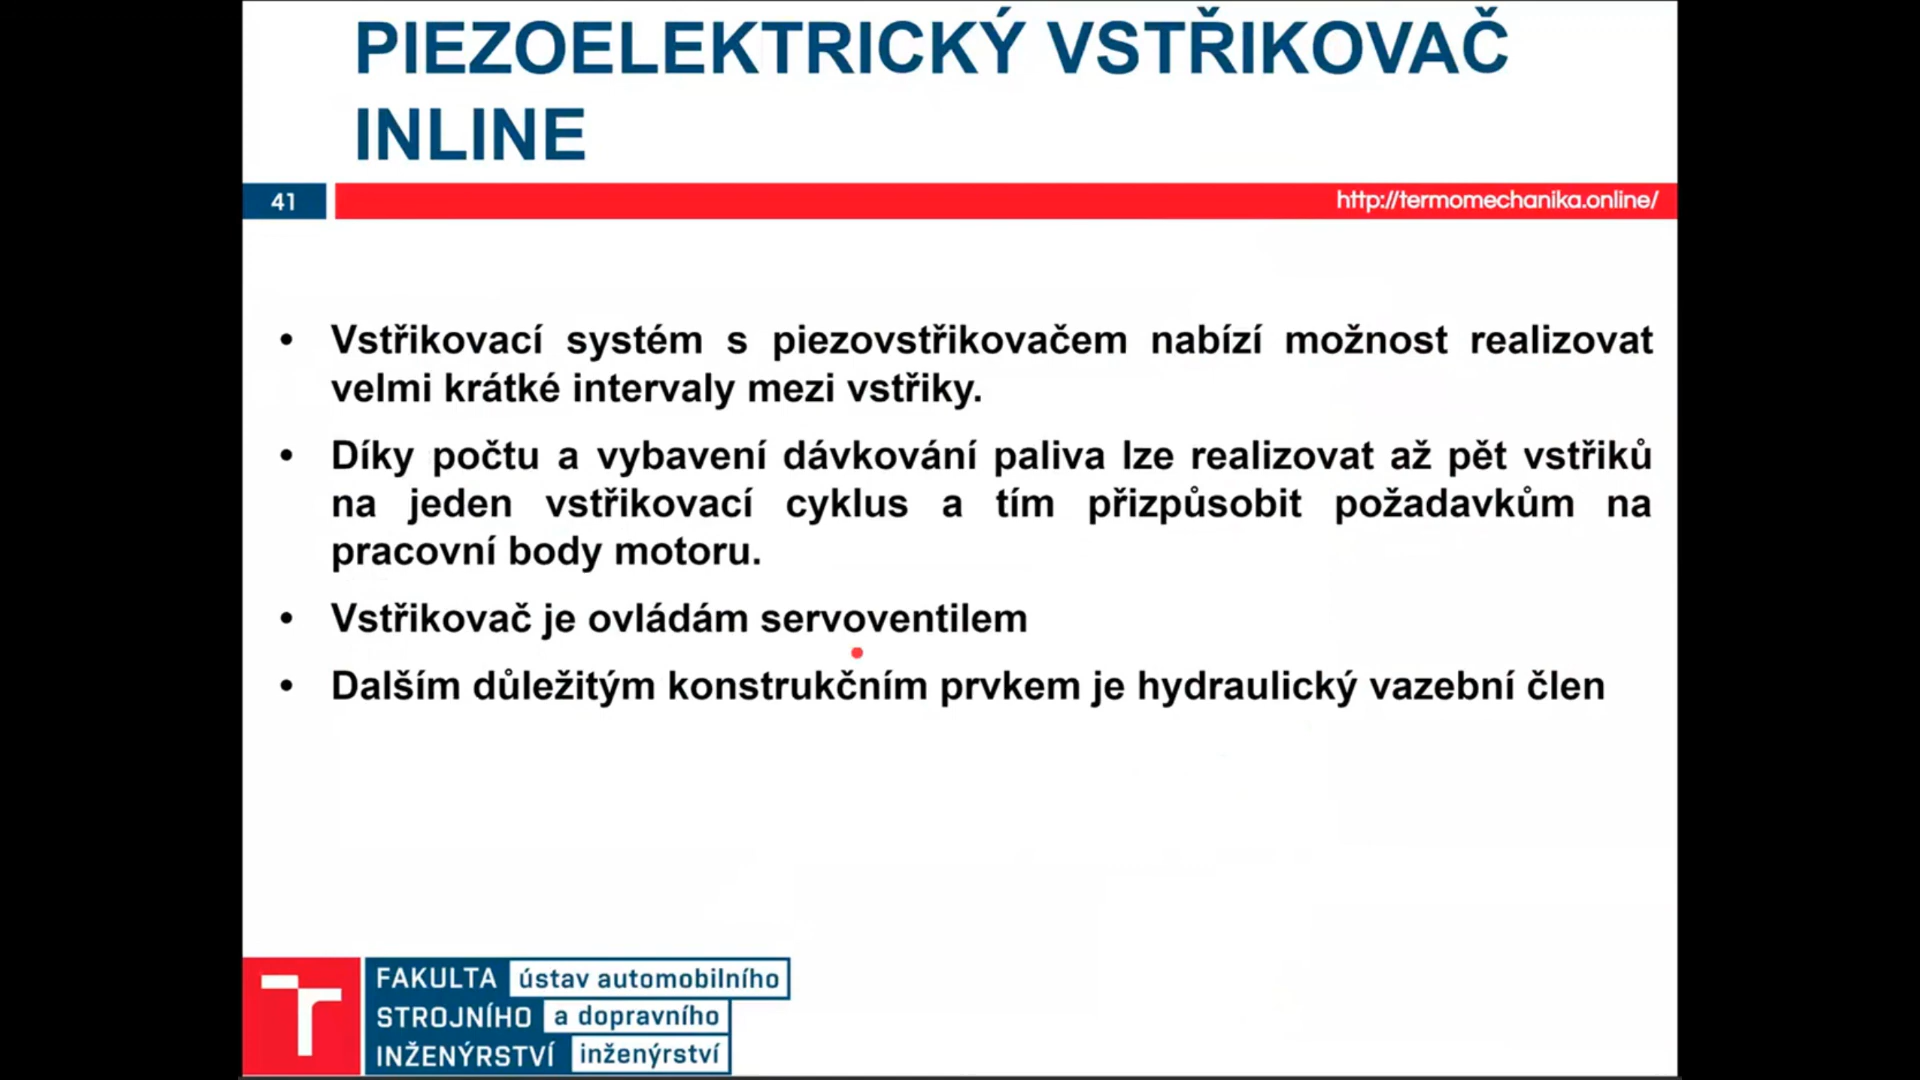 PIEZOELEKTRICKÝ VSTŘIKOVAČ
INLINE
41
http://termomechanika.online/
• Vstřikovací systém s piezovstřikovačem nabízí možnost realizovat
velmi krátké intervaly mezi vstřiky.
• Díky počtu a vybavení dávkování paliva lze realizovat až pět vstřiků
na jeden vstřikovací cyklus a tím přizpůsobit požadavkům na
pracovní body motoru.
• Vstřikovač je ovládám servoventilem
• Dalším důležitým konstrukčním prvkem je hydraulický vazební člen
FAKULTA ústav automobilního
STROJNÍHO a dopravního
INŽENÝRSTVÍ inženýrství